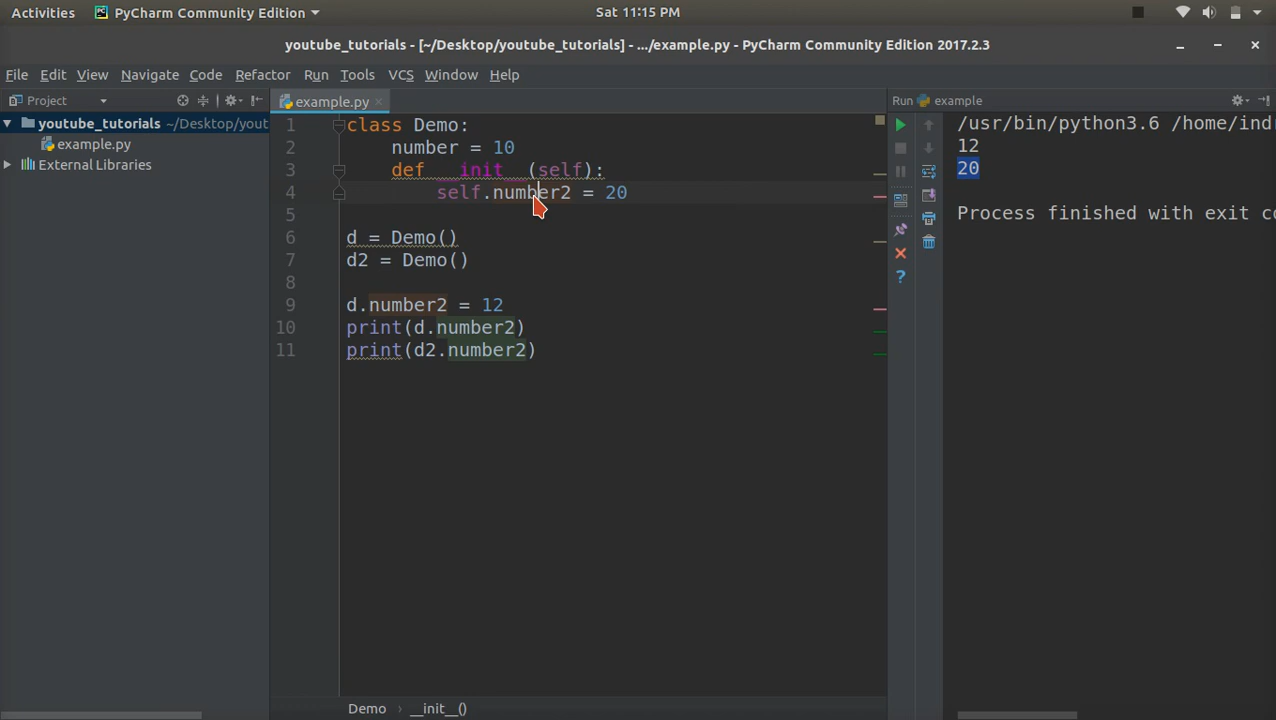 Activities PyCharm Community Edition Sat 11:15 PM
youtube_tutorials - [~/Desktop/youtube_tutorials] - .../example.py - PyCharm Community Edition 2017.2.3
File Edit View Navigate Code Refactor Run Tools VCS Window Help
Project example.py Run example
youtube_tutorials ~/Desktop/yout
example.py
External Libraries
1 class Demo:
2 number = 10
3 def __init__(self):
4 self.number2 = 20
5
6 d = Demo()
7 d2 = Demo()
8
9 d.number2 = 12
10 print(d.number2)
11 print(d2.number2)
/usr/bin/python3.6 /home/ind
12
20
Process finished with exit co
Demo › __init__()